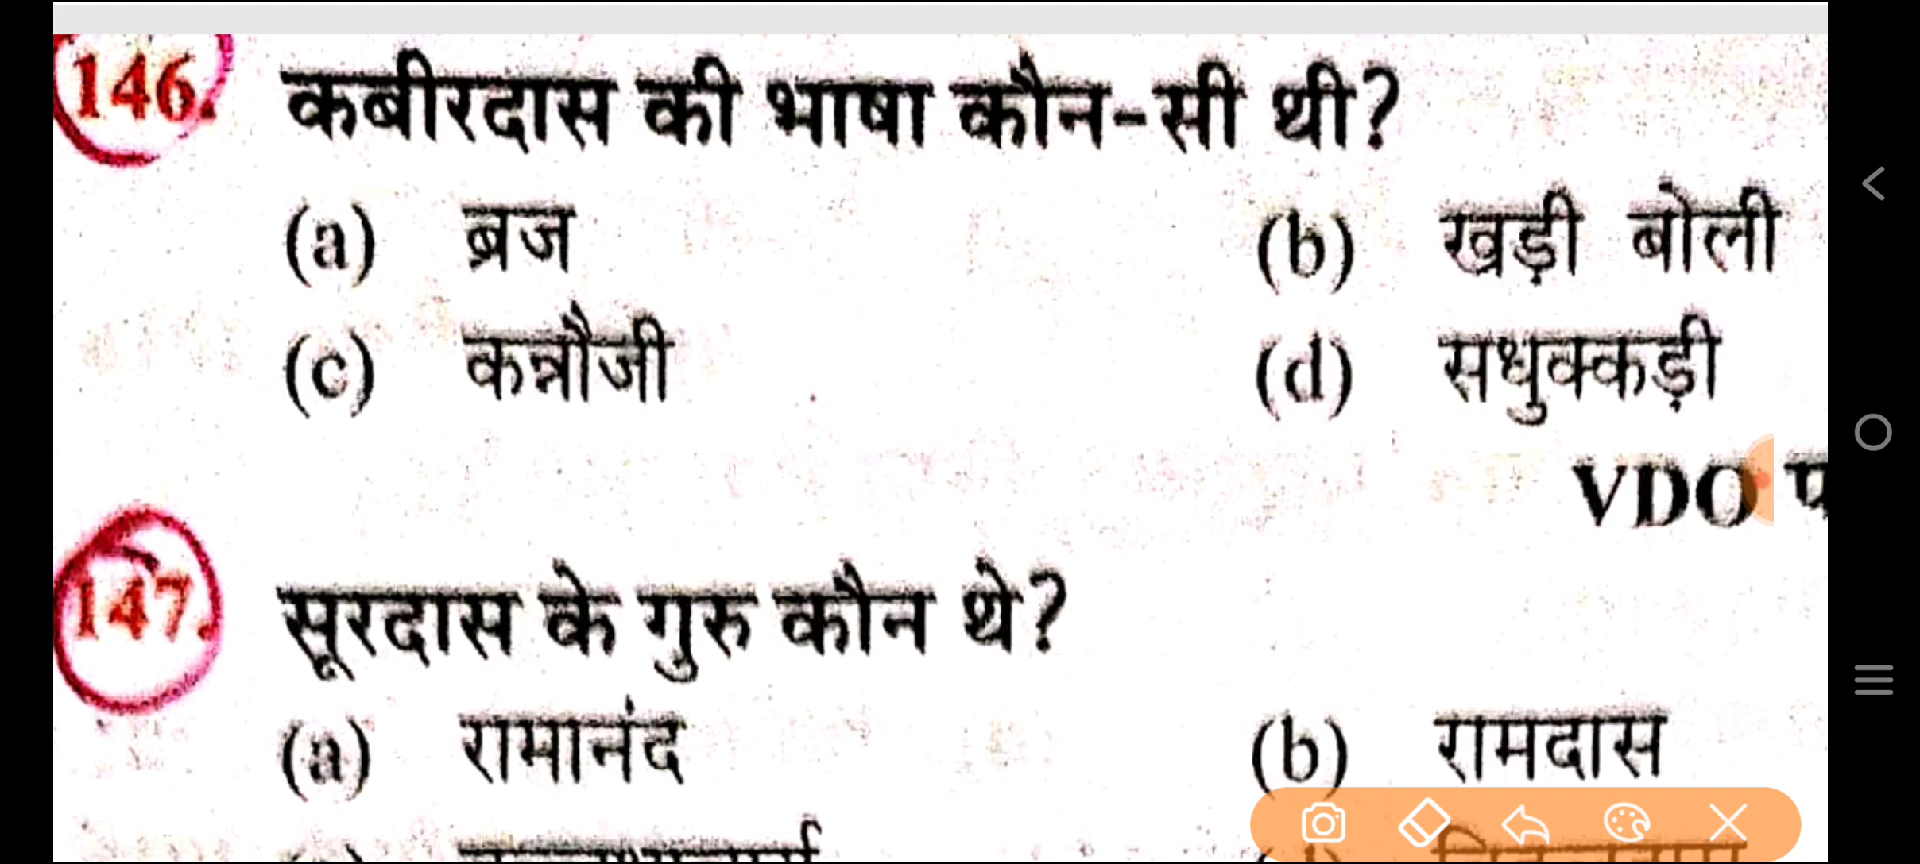 146. कबीरदास की भाषा कौन-सी थी?
(a) ब्रज (b) खड़ी बोली
(c) कन्नौजी (d) सधुक्कड़ी
VDO
147. सूरदास के गुरु कौन थे?
(a) रामानंद (b) रामदास